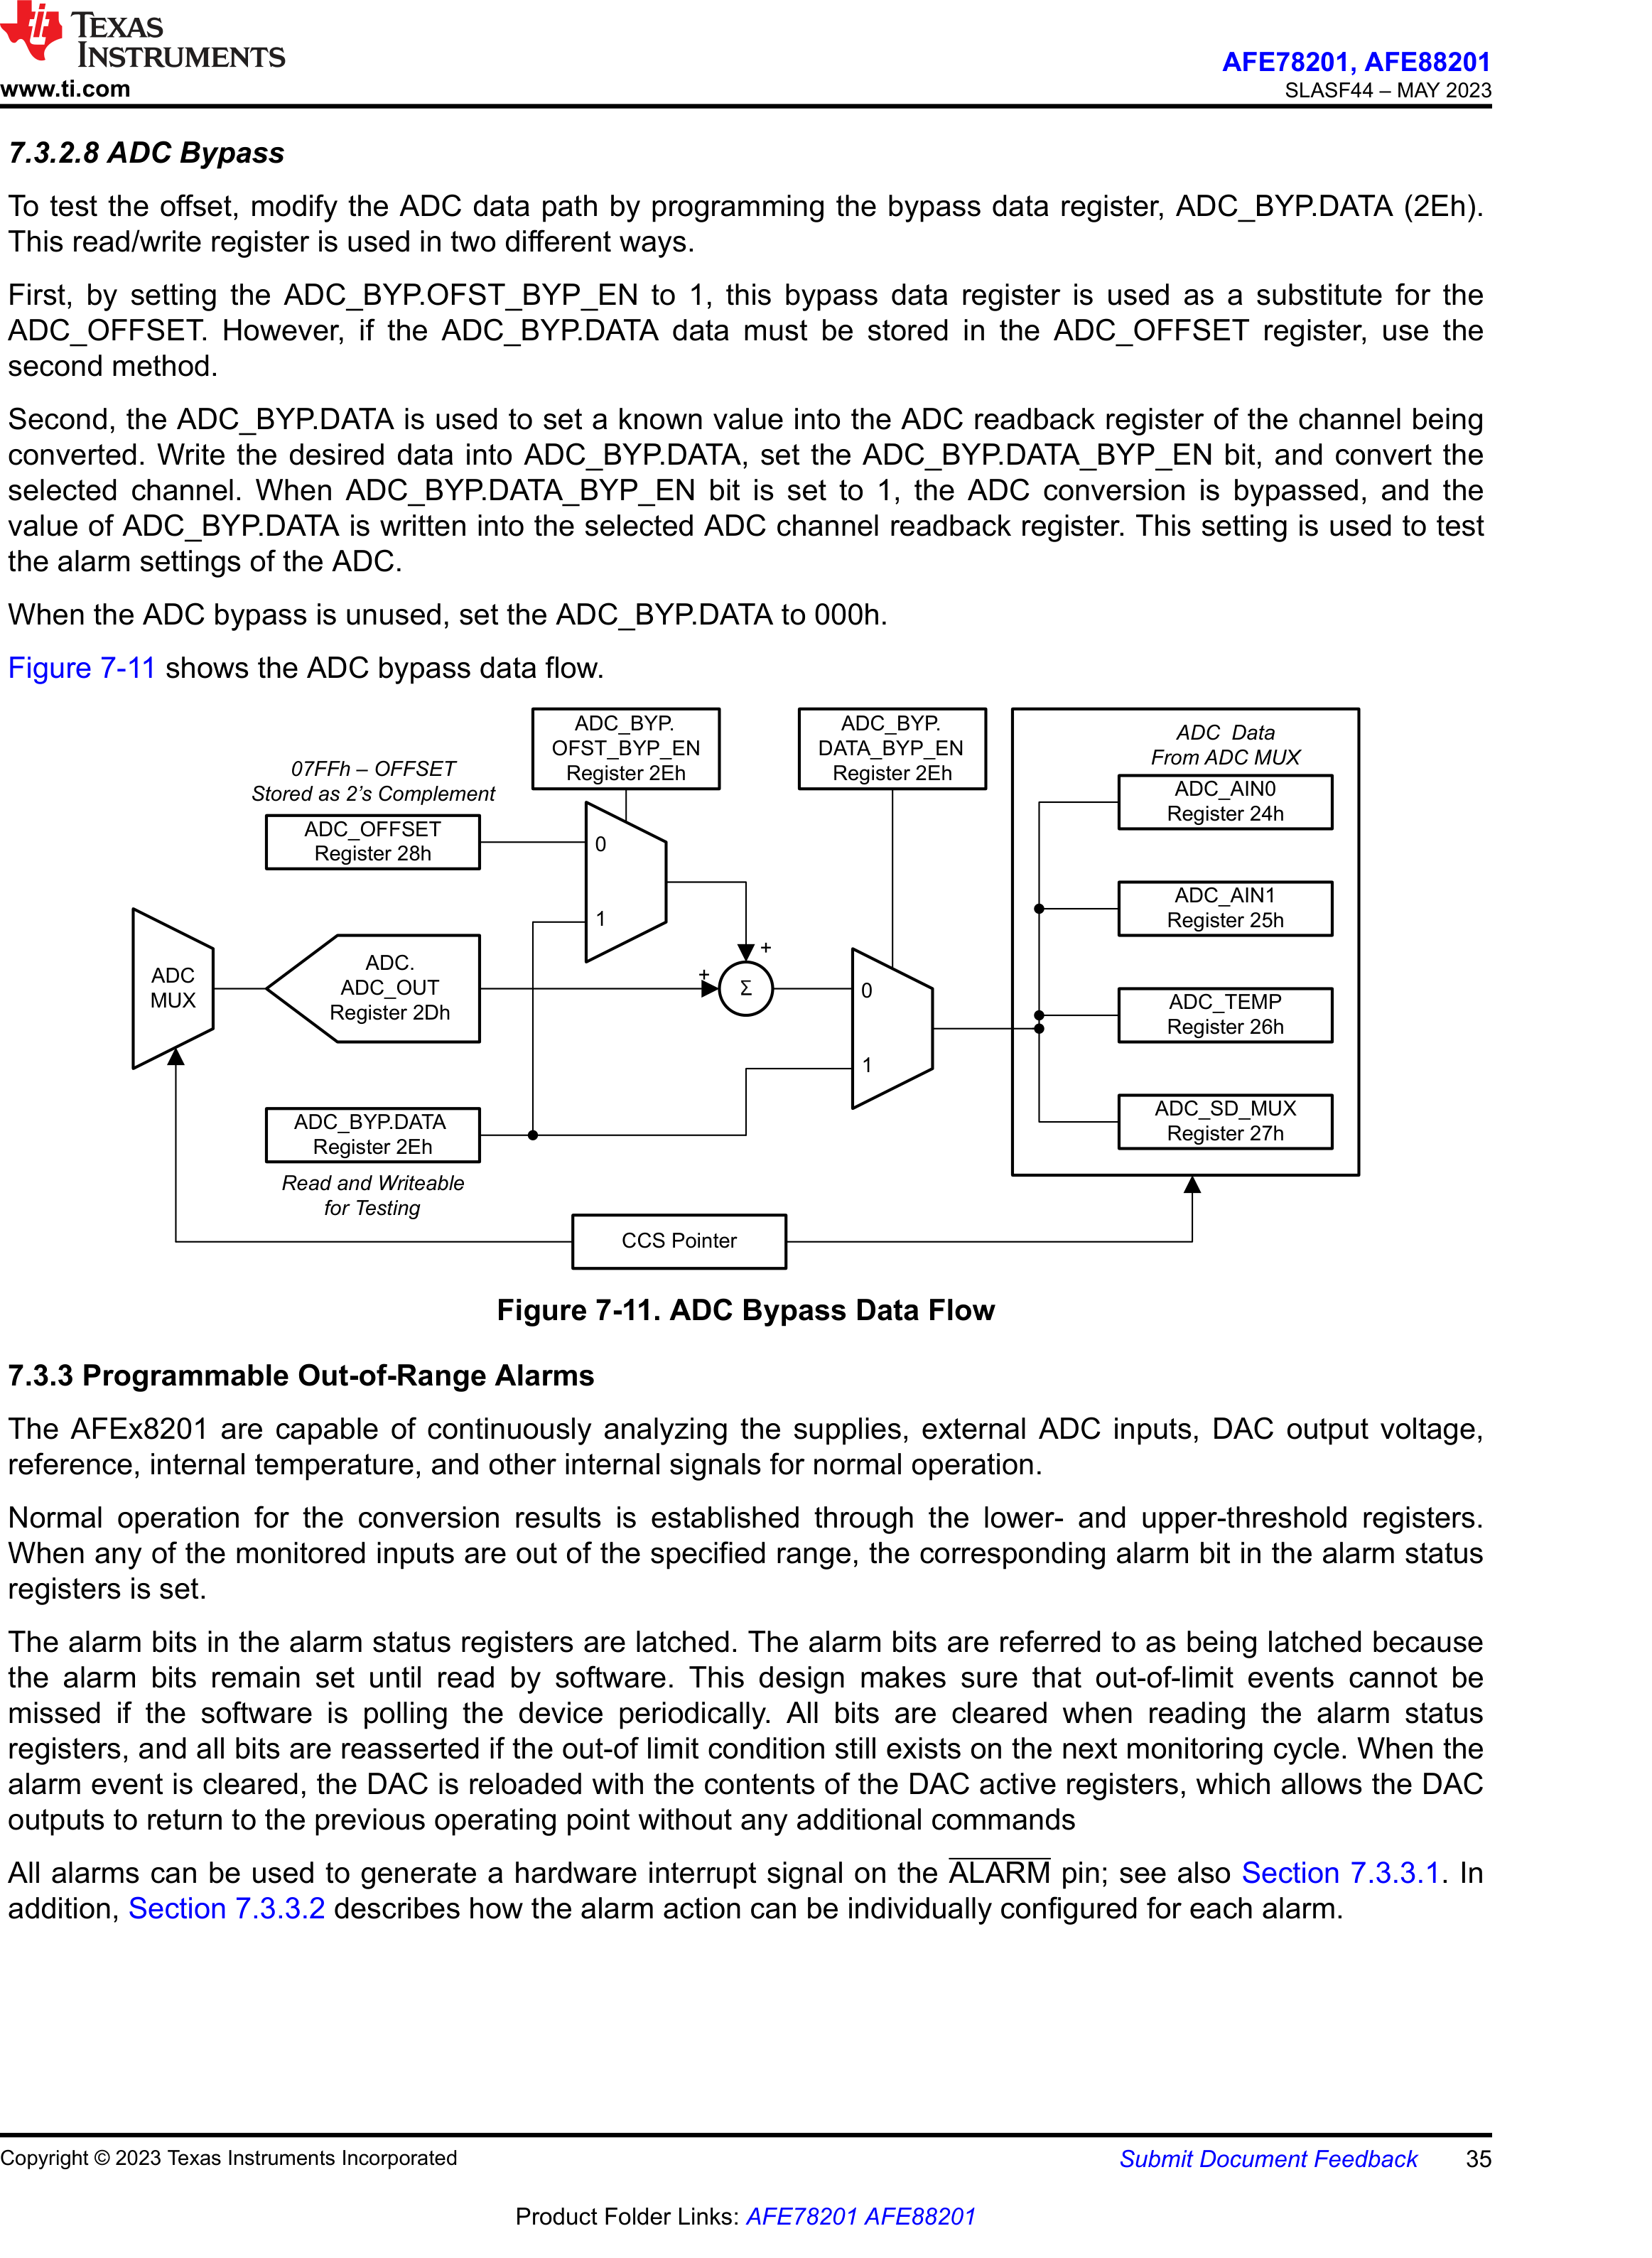 TEXAS
INSTRUMENTS
www.ti.com
AFE78201, AFE88201
SLASF44 – MAY 2023
7.3.2.8 ADC Bypass
To test the offset, modify the ADC data path by programming the bypass data register, ADC_BYP.DATA (2Eh).
This read/write register is used in two different ways.
First, by setting the ADC_BYP.OFST_BYP_EN to 1, this bypass data register is used as a substitute for the
ADC_OFFSET. However, if the ADC_BYP.DATA data must be stored in the ADC_OFFSET register, use the
second method.
Second, the ADC_BYP.DATA is used to set a known value into the ADC readback register of the channel being
converted. Write the desired data into ADC_BYP.DATA, set the ADC_BYP.DATA_BYP_EN bit, and convert the
selected channel. When ADC_BYP.DATA_BYP_EN bit is set to 1, the ADC conversion is bypassed, and the
value of ADC_BYP.DATA is written into the selected ADC channel readback register. This setting is used to test
the alarm settings of the ADC.
When the ADC bypass is unused, set the ADC_BYP.DATA to 000h.
Figure 7-11 shows the ADC bypass data flow.
ADC_BYP.
OFST_BYP_EN
Register 2Eh
ADC_BYP.
DATA_BYP_EN
Register 2Eh
ADC Data
From ADC MUX
07FFh – OFFSET
Stored as 2's Complement
ADC_OFFSET
Register 28h
0
1
ADC_AIN0
Register 24h
ADC_AIN1
Register 25h
ADC
MUX
ADC.
ADC_OUT
Register 2Dh
+
+
Σ
0
1
ADC_TEMP
Register 26h
ADC_SD_MUX
Register 27h
ADC_BYP.DATA
Register 2Eh
Read and Writeable
for Testing
CCS Pointer
Figure 7-11. ADC Bypass Data Flow
7.3.3 Programmable Out-of-Range Alarms
The AFEx8201 are capable of continuously analyzing the supplies, external ADC inputs, DAC output voltage,
reference, internal temperature, and other internal signals for normal operation.
Normal operation for the conversion results is established through the lower- and upper-threshold registers.
When any of the monitored inputs are out of the specified range, the corresponding alarm bit in the alarm status
registers is set.
The alarm bits in the alarm status registers are latched. The alarm bits are referred to as being latched because
the alarm bits remain set until read by software. This design makes sure that out-of-limit events cannot be
missed if the software is polling the device periodically. All bits are cleared when reading the alarm status
registers, and all bits are reasserted if the out-of limit condition still exists on the next monitoring cycle. When the
alarm event is cleared, the DAC is reloaded with the contents of the DAC active registers, which allows the DAC
outputs to return to the previous operating point without any additional commands
All alarms can be used to generate a hardware interrupt signal on the ALARM pin; see also Section 7.3.3.1. In
addition, Section 7.3.3.2 describes how the alarm action can be individually configured for each alarm.
Copyright © 2023 Texas Instruments Incorporated
Submit Document Feedback 35
Product Folder Links: AFE78201 AFE88201